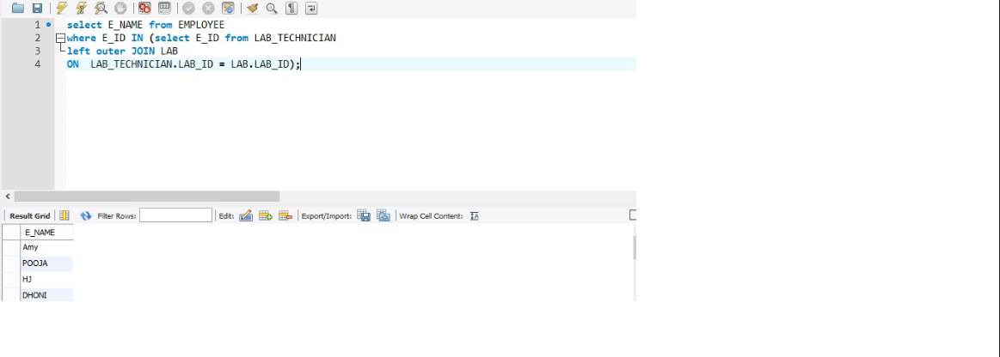 1 select E_NAME from EMPLOYEE
2 where E_ID IN (select E_ID from LAB_TECHNICIAN
3 left outer JOIN LAB
4 ON  LAB_TECHNICIAN.LAB_ID = LAB.LAB_ID);
Result Grid Filter Rows: Edit: Export/Import: Wrap Cell Content: IA
E_NAME
Amy
POOJA
HJ
DHONI